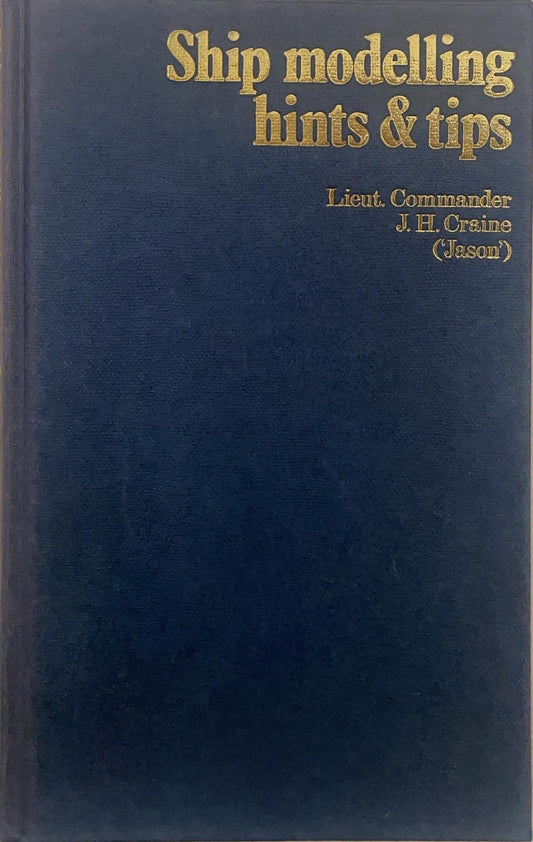 Ship modelling
hints & tips
Lieut. Commander
J. H. Craine
(‘Jason’)